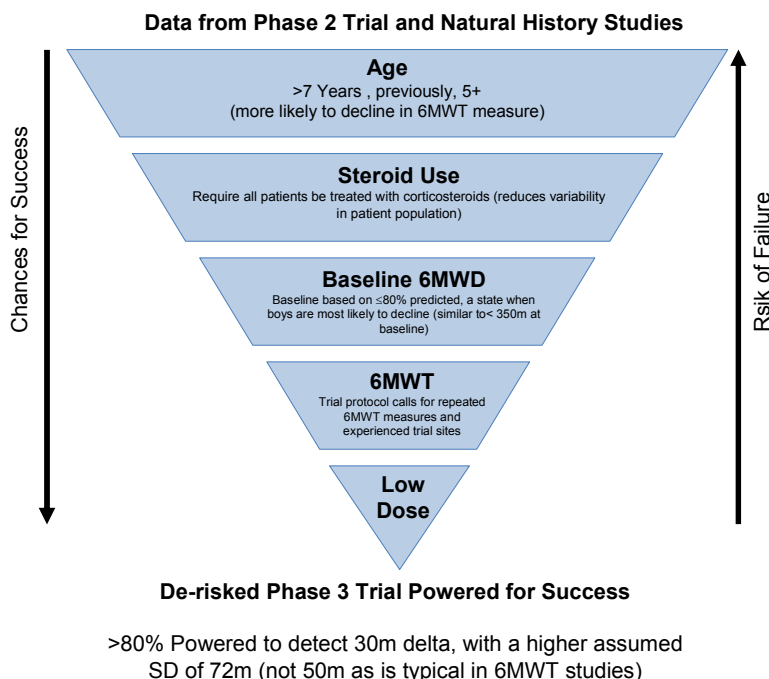 Data from Phase 2 Trial and Natural History Studies
Age
>7 Years , previously, 5+
(more likely to decline in 6MWT measure)
Steroid Use
Require all patients be treated with corticosteroids (reduces variability
in patient population)
Baseline 6MWD
Baseline based on ≤80% predicted, a state when
boys are most likely to decline (similar to< 350m at
baseline)
6MWT
Trial protocol calls for repeated
6MWT measures and
experienced trial sites
Low
Dose
Chances for Success
Rsik of Failure
De-risked Phase 3 Trial Powered for Success
>80% Powered to detect 30m delta, with a higher assumed
SD of 72m (not 50m as is typical in 6MWT studies)